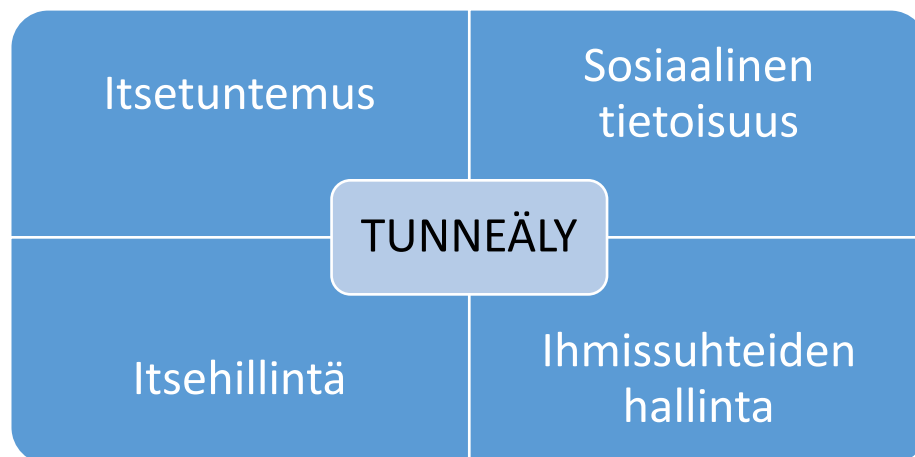 Itsetuntemus
Sosiaalinen
tietoisuus
TUNNEÄLY
Itsehillintä
Ihmissuhteiden
hallinta